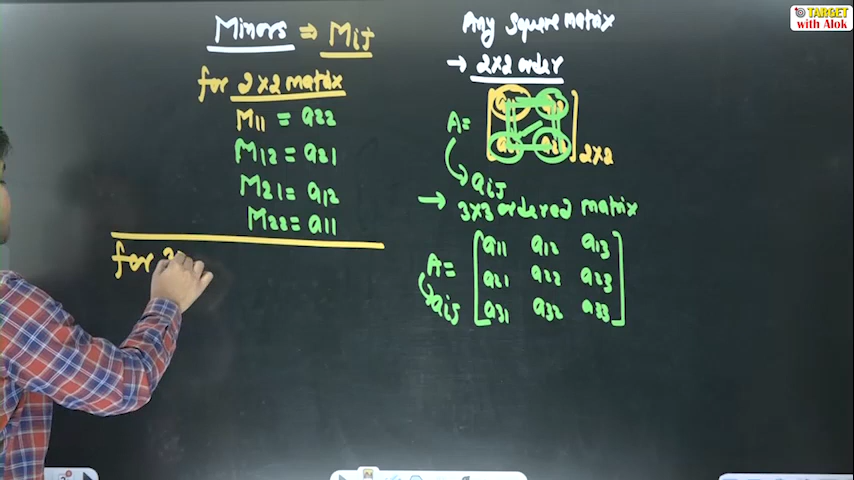 Minors ⇒ Mij
for 2x2 matrix
M11 = a22
M12 = a21
M21 = a12
M22 = a11
for 3
Any Square matrix
→ 2x2 order
A=
2x2
aij
→ 3x3 ordered matrix
A= [a11 a12 a13
a21 a22 a23
aij a31 a32 a33]
TARGET
with Alok